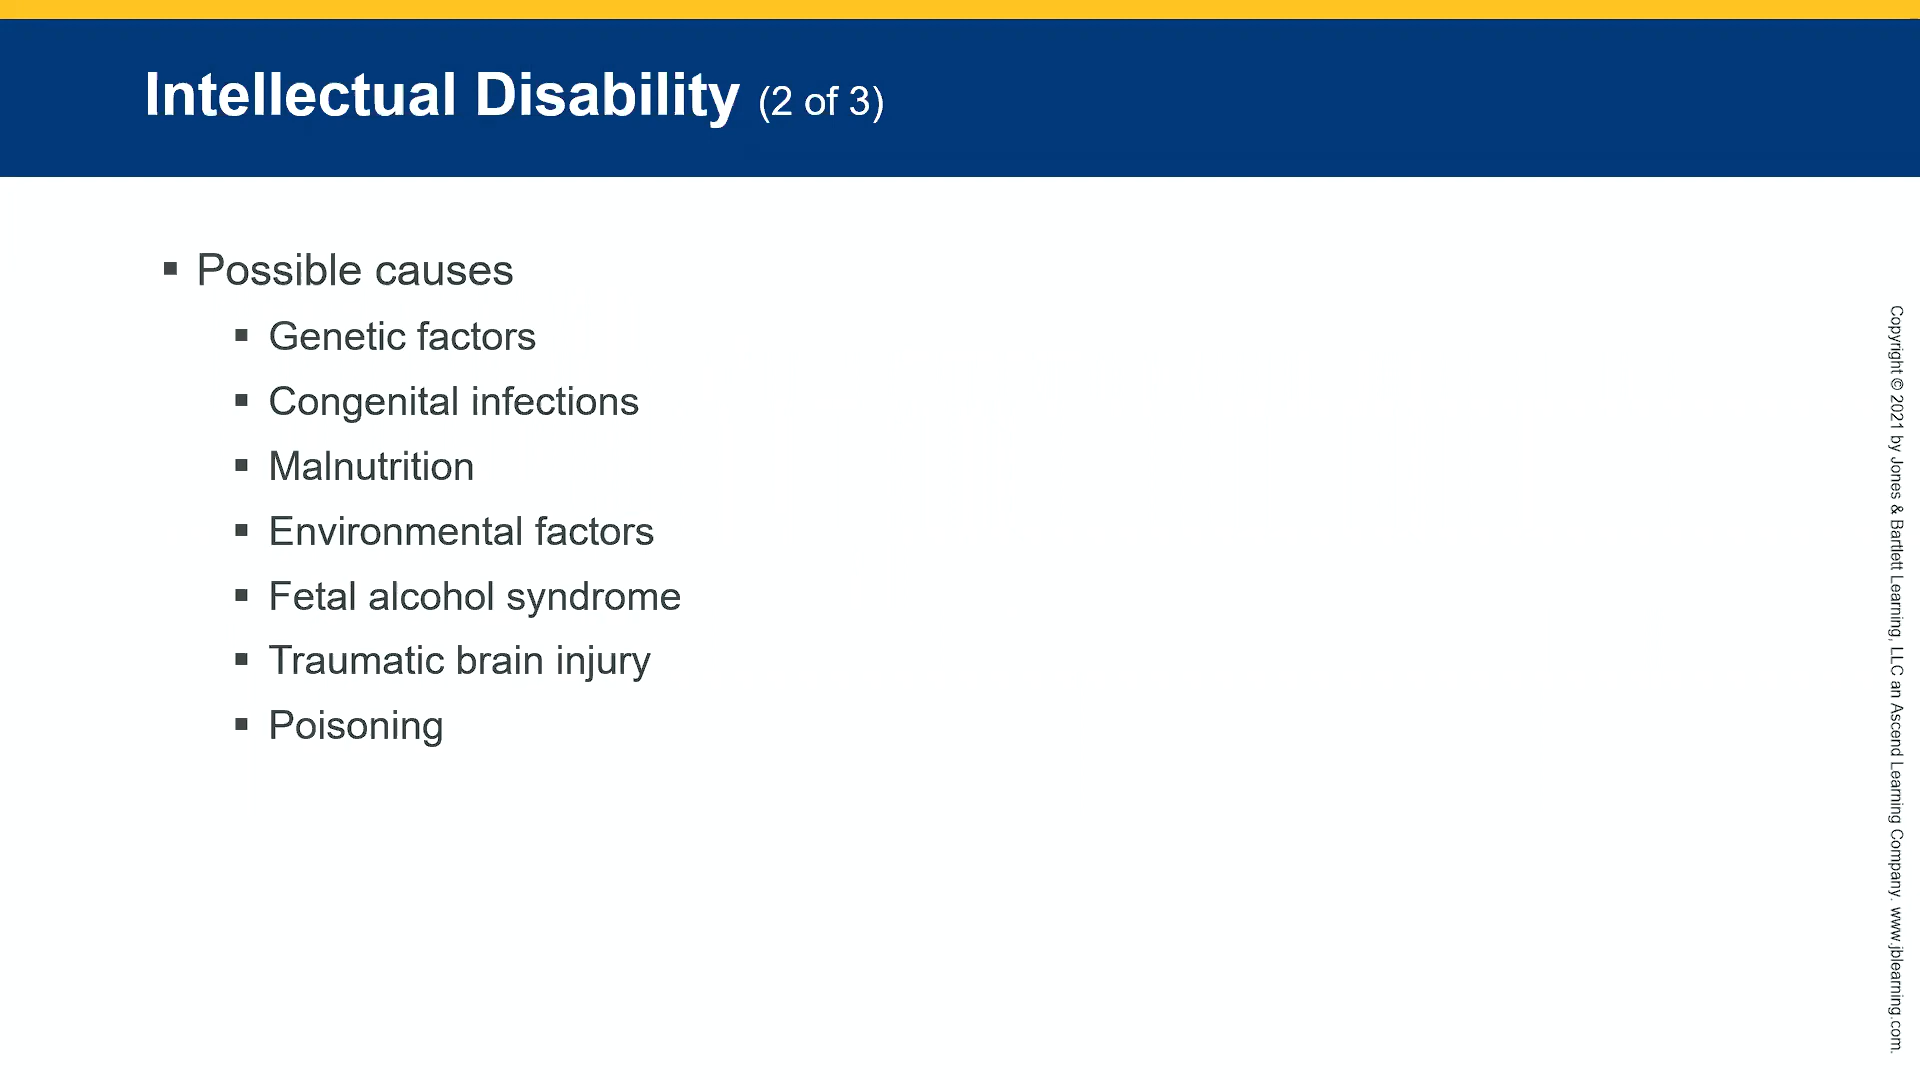 Intellectual Disability (2 of 3)
▪ Possible causes
▪ Genetic factors
▪ Congenital infections
▪ Malnutrition
▪ Environmental factors
▪ Fetal alcohol syndrome
▪ Traumatic brain injury
▪ Poisoning
Copyright © 2021 by Jones & Bartlett Learning, LLC an Ascend Learning Company. www.jblearning.com.